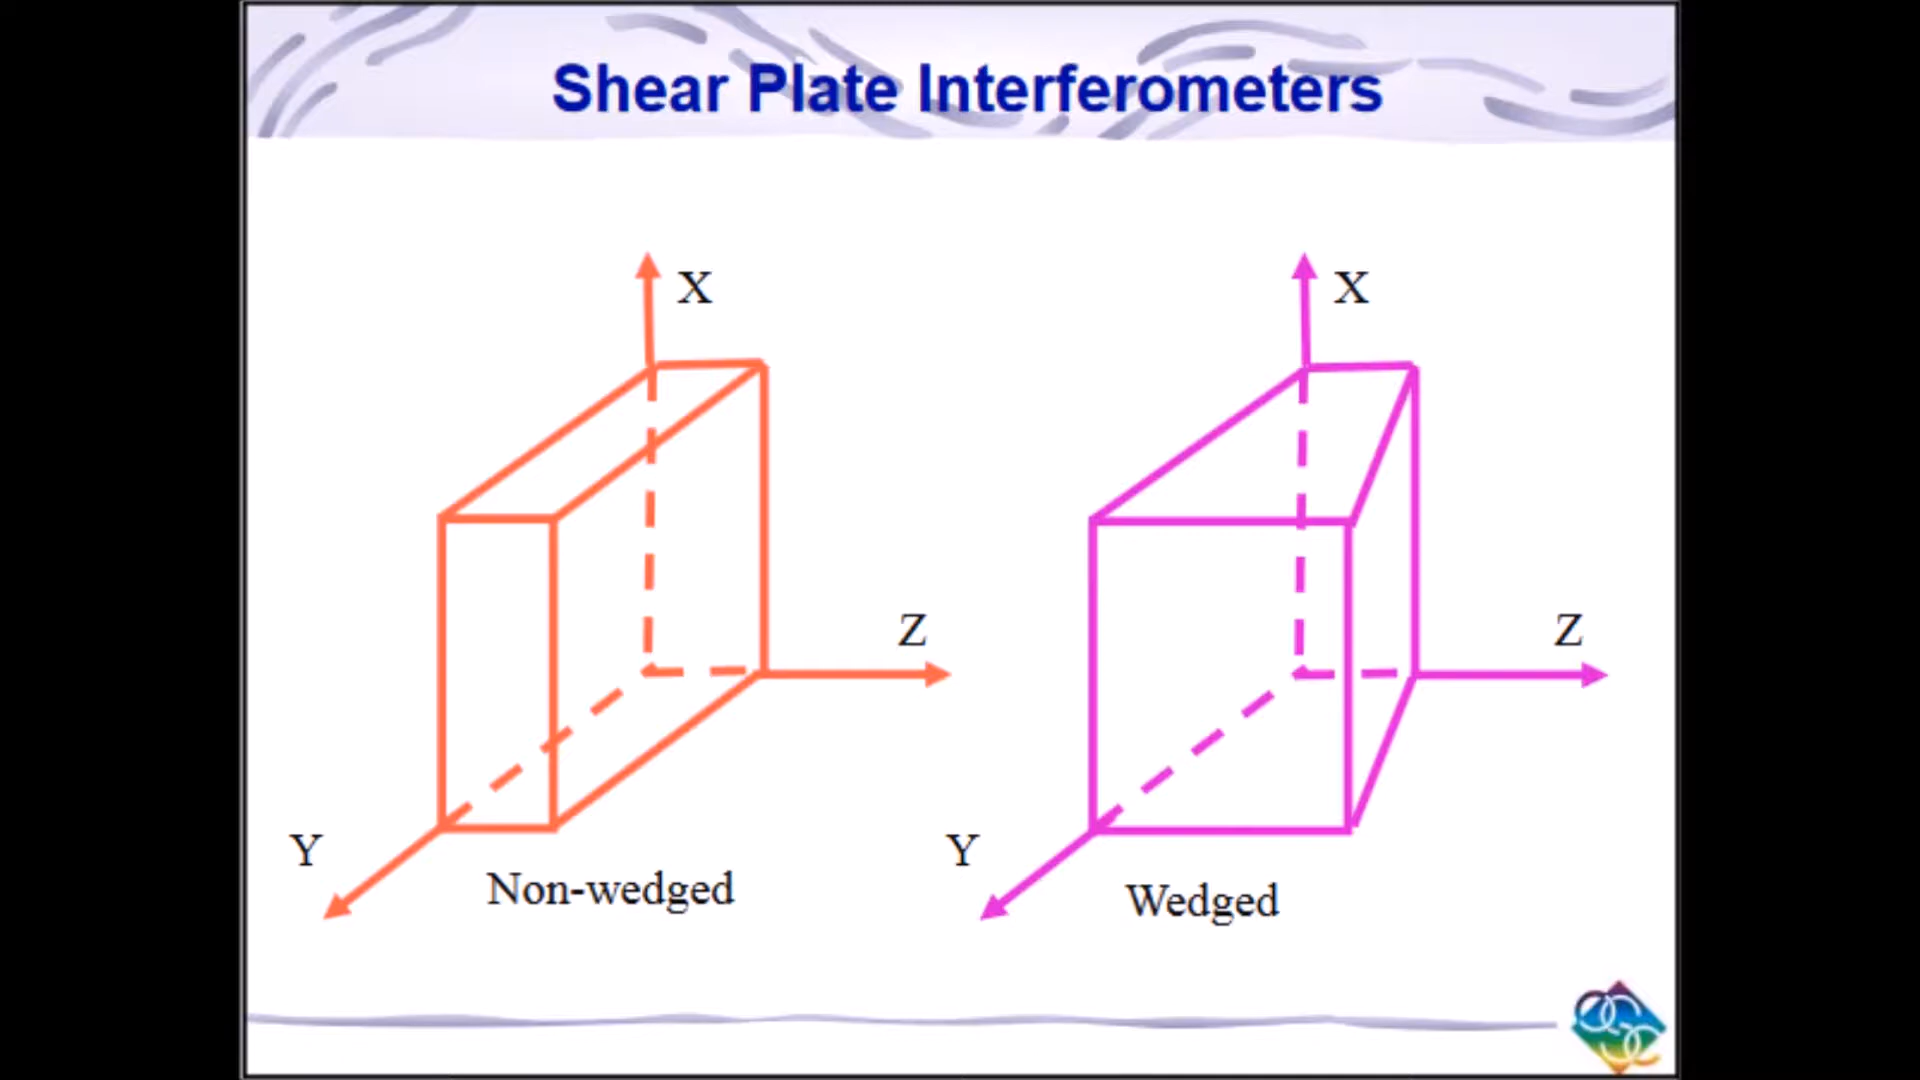 Shear Plate Interferometers
X
X
Z
Z
Y
Y
Non-wedged
Wedged